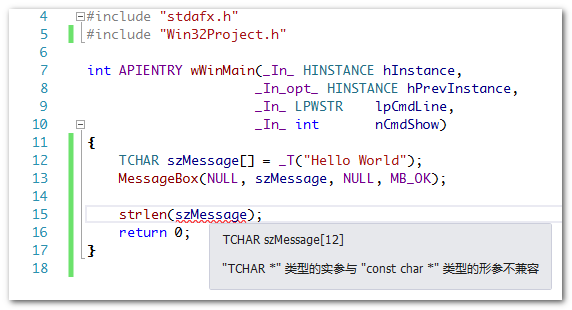 4 #include "stdafx.h"
5 #include "Win32Project.h"
6
7 int APIENTRY wWinMain(_In_ HINSTANCE hInstance,
8 _In_opt_ HINSTANCE hPrevInstance,
9 _In_ LPWSTR lpCmdLine,
10 _In_ int nCmdShow)
11 {
12 TCHAR szMessage[] = _T("Hello World");
13 MessageBox(NULL, szMessage, NULL, MB_OK);
14
15 strlen(szMessage);
16 return 0;
17 }
18
TCHAR szMessage[12]
"TCHAR *" 类型的实参与 "const char *" 类型的形参不兼容